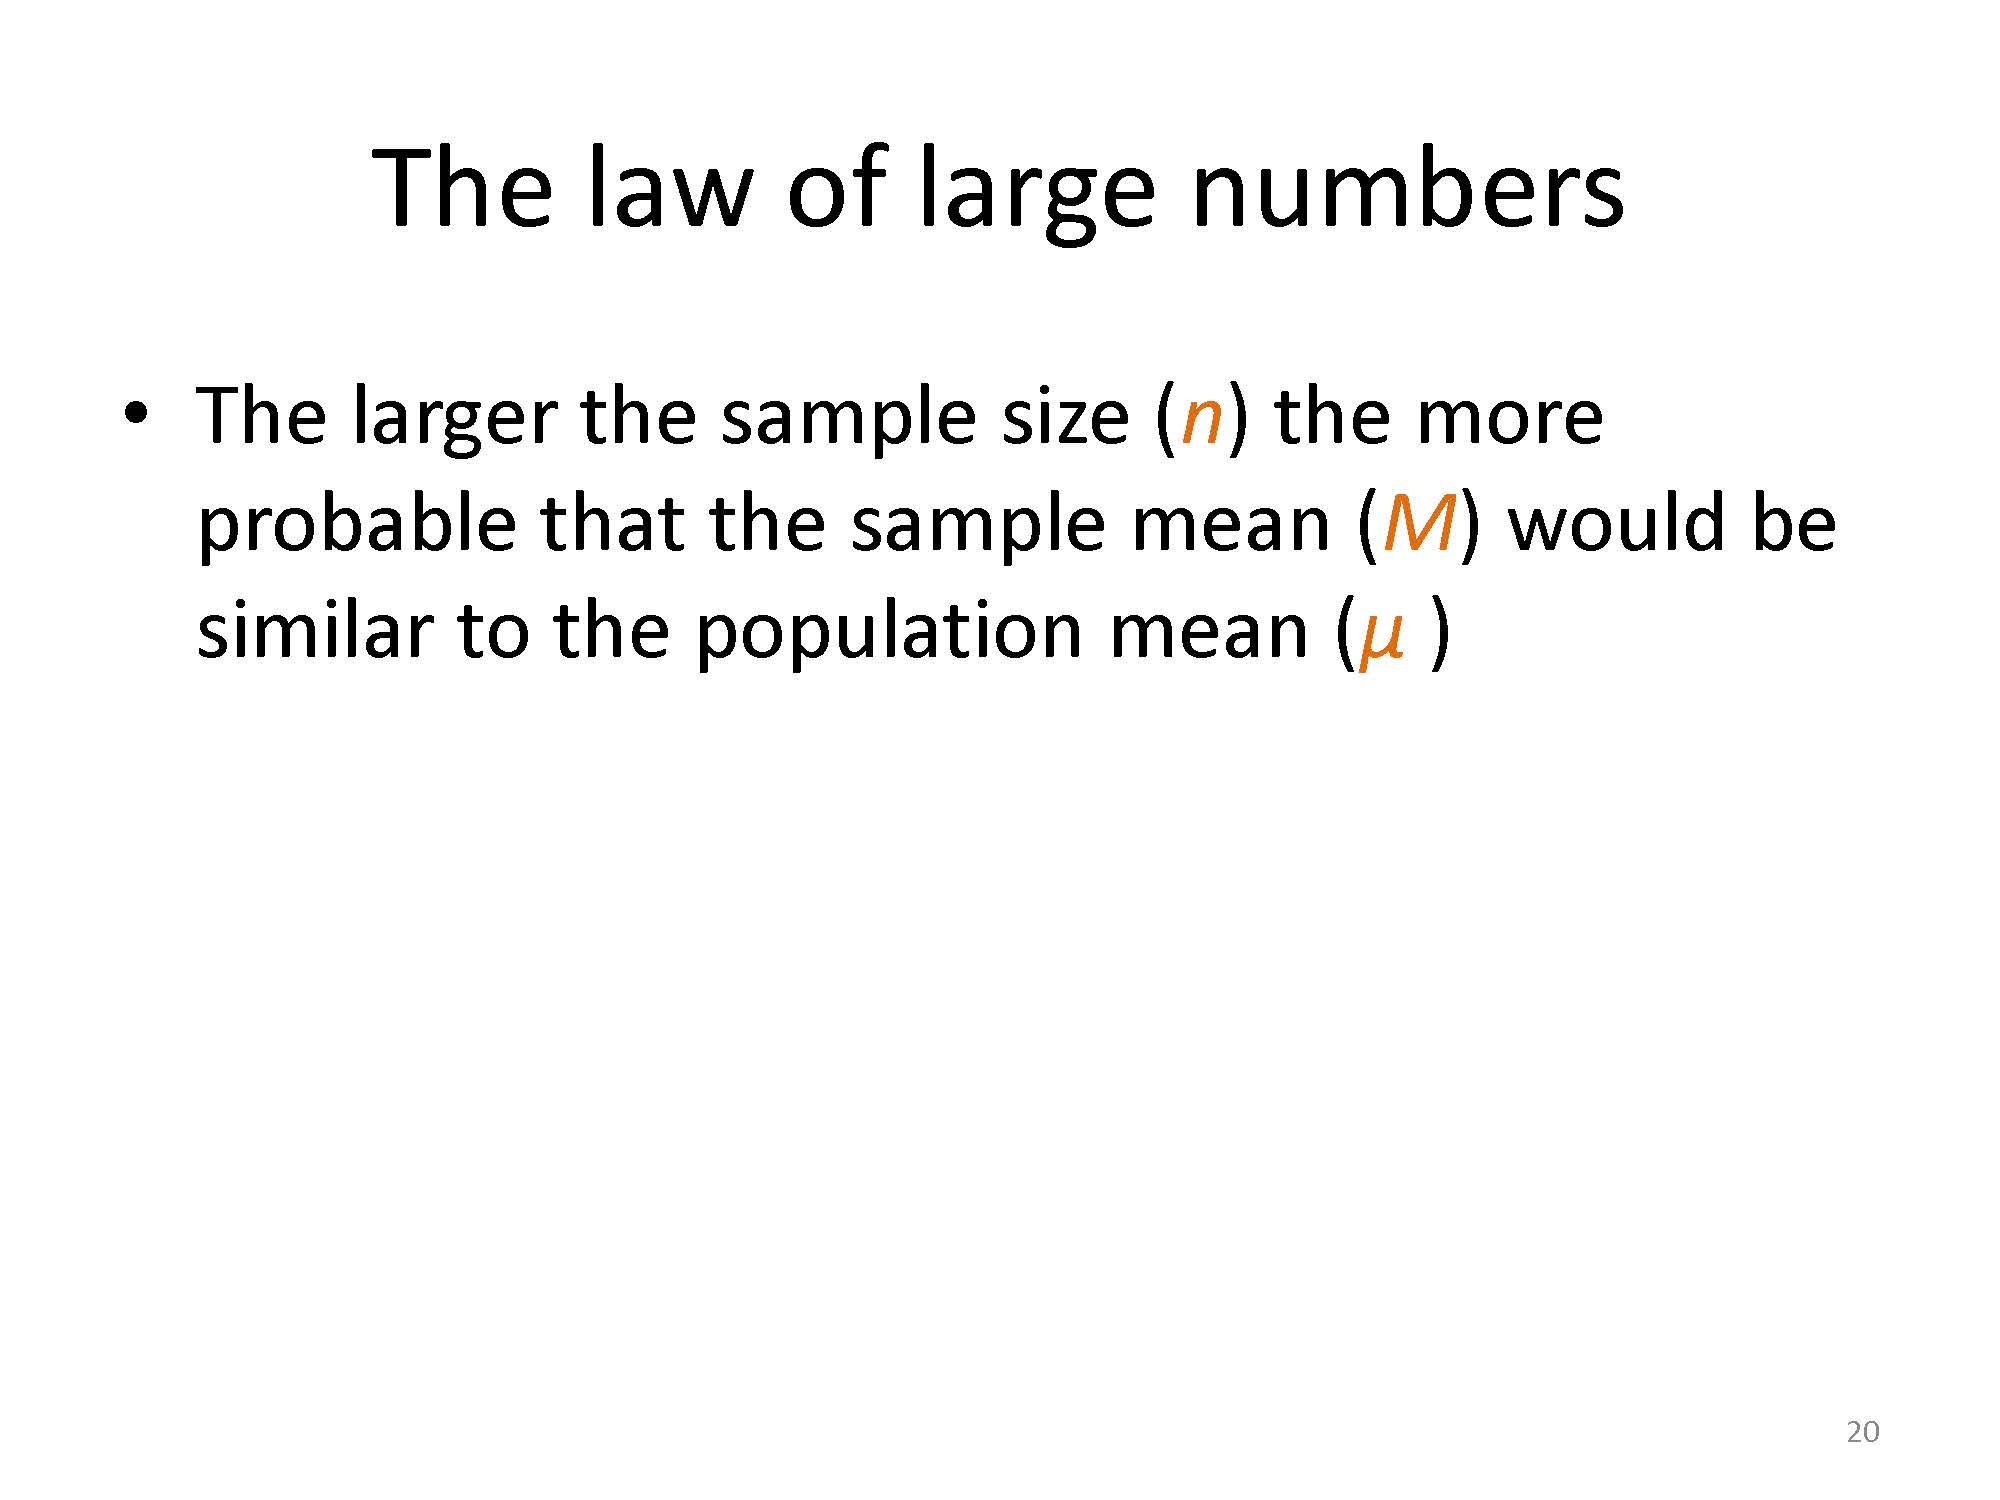 The law of large numbers
• The larger the sample size (n) the more
probable that the sample mean (M) would be
similar to the population mean (μ )
20